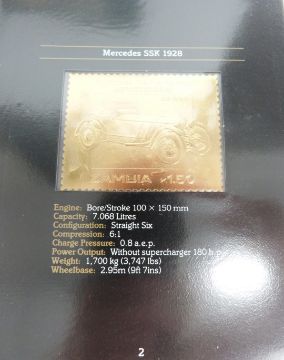 Mercedes SSK 1928
ZAMBIA K1.50
Engine: Bore/Stroke 100 × 150 mm
Capacity: 7.068 Litres
Configuration: Straight Six
Compression: 6:1
Charge Pressure: 0.8 a.e.p.
Power Output: Without supercharger 180 h.p.
Weight: 1,700 kg (3,747 lbs)
Wheelbase: 2.95m (9ft 7ins)
2